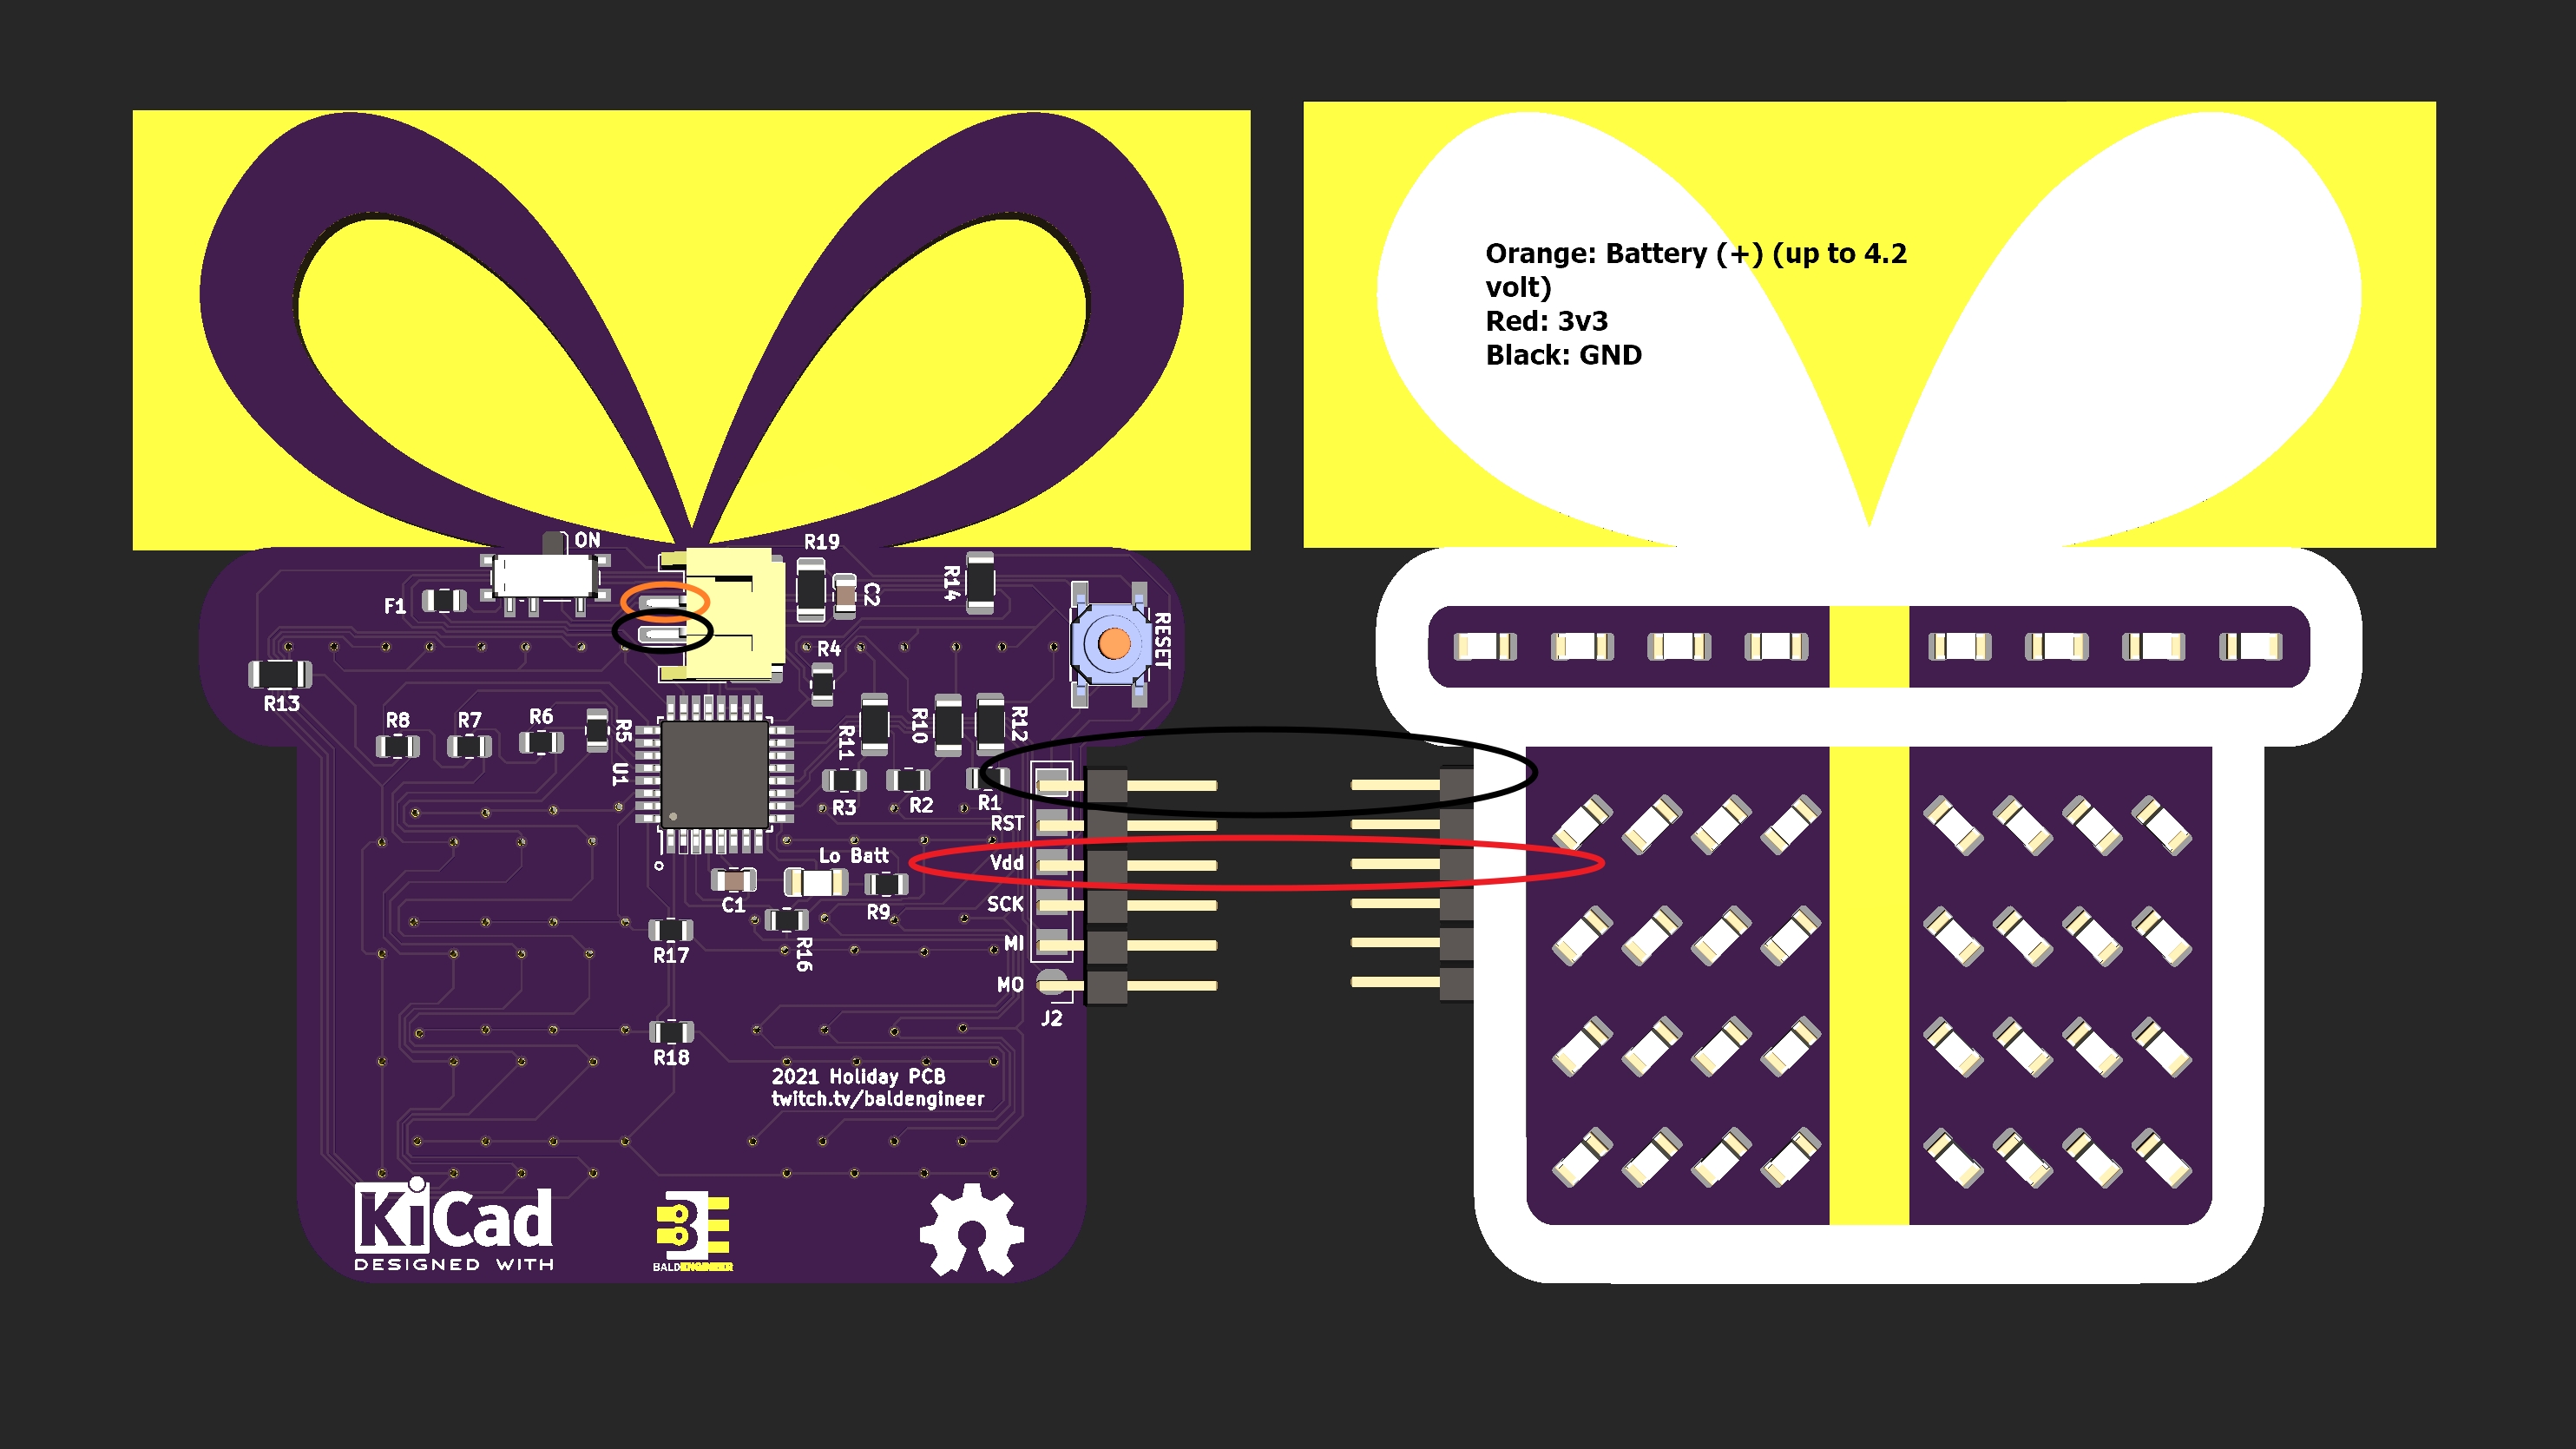 Orange: Battery (+) (up to 4.2
volt)
Red: 3v3
Black: GND
ON
R19
F1
C2
R14
RESET
R4
R13
R8
R7
R6
R5
U1
R11
R10
R12
R3
R2
R1
RST
Vdd
Lo Batt
SCK
C1
R9
MI
R17
R16
MO
J2
R18
2021 Holiday PCB
twitch.tv/baldengineer
KiCad
DESIGNED WITH
BE
BALDENGINEER